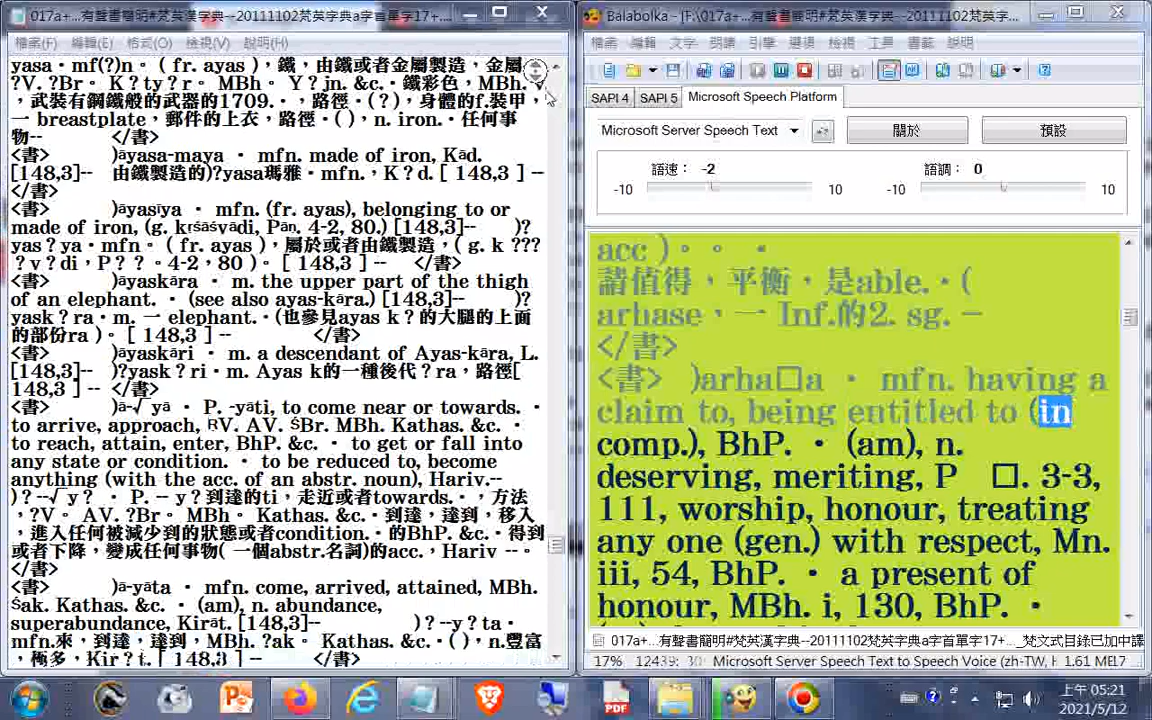 017a+...有聲書簡明#梵英漢字典--20111102梵英字典a字首單字17+...
檔案(F) 編輯(E) 格式(O) 檢視(V) 說明(H)
yasa・mf(?)n。（ fr. ayas ），鐵，由鐵或者金屬製造，金屬
?V. ?Br。 K？ty？r。 MBh。 Y？jn. &c.・鐵彩色，MBh. √
，武裝有鋼鐵般的武器的1709.・，路徑・(？)，身體的f.裝甲，
一 breastplate，郵件的上衣，路徑・( )，n. iron.・任何事
物-- </書>
<書> )āyasa-maya ・ mfn. made of iron, Kād.
[148,3]-- 由鐵製造的)?yasa瑪雅・mfn.，K？d. [ 148,3 ] --
</書>
<書> )āyasīya ・ mfn. (fr. ayas), belonging to or
made of iron, (g. kṛśāśvādi, Pāṇ. 4-2, 80.) [148,3]-- )?
yas？ya・mfn。（ fr. ayas ），屬於或者由鐵製造，( g. k ???
？v？di，P？？。4-2，80 )。[ 148,3 ]-- </書>
<書> )āyaskāra ・ m. the upper part of the thigh
of an elephant. ・ (see also ayas-kāra.) [148,3]-- )?
yask？ra・m. 一 elephant.・(也參見ayas k？的大腿的上面
的部份ra )。[ 148,3 ] -- </書>
<書> )āyaskāri ・ m. a descendant of Ayas-kāra, L.
[148,3]-- )?yask？ri・m. Ayas k的一種後代？ra，路徑[
148,3 ] -- </書>
<書> )ā-√ yā ・ P. -yāti, to come near or towards. ・
to arrive, approach, ṚV. AV. ŚBr. MBh. Kathas. &c. ・
to reach, attain, enter, BhP. &c. ・ to get or fall into
any state or condition. ・ to be reduced to, become
anything (with the acc. of an abstr. noun), Hariv.--
)？--√ y？ ・ P. -- y？到達的ti，走近或者towards.・，方法
，?V。 AV. ?Br。 MBh。 Kathas. &c.・到達，達到，移入
，進入任何被減少到的狀態或者condition.・的BhP. &c.・得到
或者下降，變成任何事物( 一個abstr.名詞)的acc.，Hariv --。
</書>
<書> )ā-yāta ・ mfn. come, arrived, attained, MBh.
Śak. Kathas. &c. ・ (am), n. abundance,
superabundance, Kirāt. [148,3]-- )？--y？ta・
mfn.來，到達，達到，MBh. ?ak。 Kathas. &c.・( )，n.豐富
，極多，Kir？t. [ 148,3 ]-- </書>
Balabolka - [F:\017a+...有聲書簡明#梵英漢字典--20111102梵英字典...
檔案 編輯 文字 朗讀 引擎 選項 檢視 工具 書籤 說明
SAPI 4 SAPI 5 Microsoft Speech Platform
Microsoft Server Speech Text 關於 預設
語速： -2 語調： 0
-10 10 -10 10
acc )。。 ・
請值得，平衡，是able.・(
arhase，一 Inf.的2. sg. --
</書>
<書> )arha□a ・ mfn. having a
claim to, being entitled to (in
comp.), BhP. ・ (am), n.
deserving, meriting, P □. 3-3,
111, worship, honour, treating
any one (gen.) with respect, Mn.
iii, 54, BhP. ・ a present of
honour, MBh. i, 130, BhP. ・
017a+...有聲書簡明#梵英漢字典--20111102梵英字典a字首單字17+..._梵文式目錄已加中譯
17% 12439: Microsoft Server Speech Text to Speech Voice (zh-TW, 1.61 ME
上午 05:21
2021/5/12